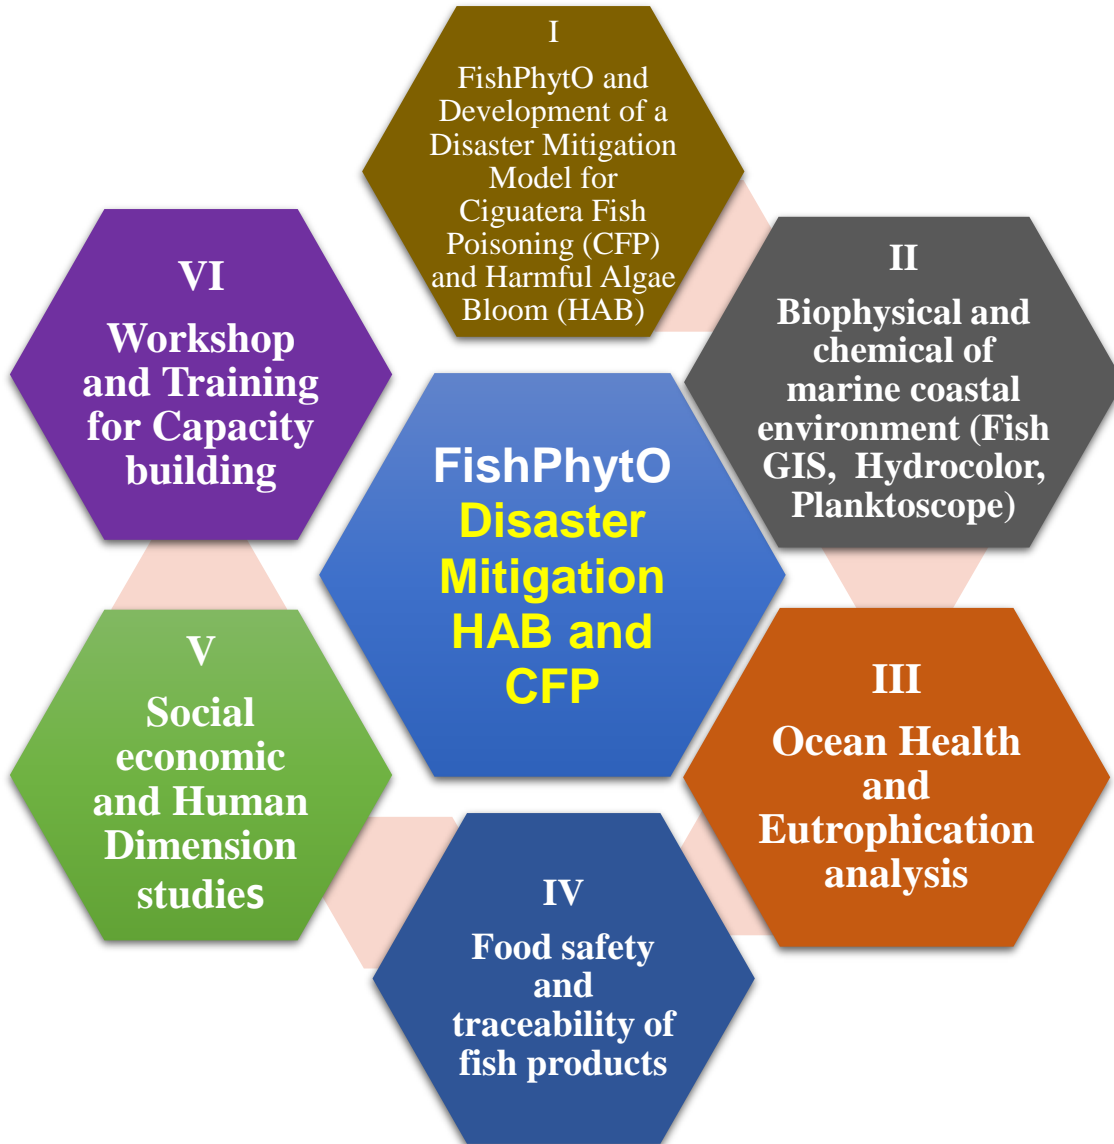 I
FishPhytO and
Development of a
Disaster Mitigation
Model for
Ciguatera Fish
Poisoning (CFP)
and Harmful Algae
Bloom (HAB)
II
Biophysical and
chemical of
marine coastal
environment (Fish
GIS, Hydrocolor,
Planktoscope)
III
Ocean Health
and
Eutrophication
analysis
IV
Food safety
and
traceability of
fish products
V
Social
economic
and Human
Dimension
studies
VI
Workshop
and Training
for Capacity
building
FishPhytO
Disaster
Mitigation
HAB and
CFP